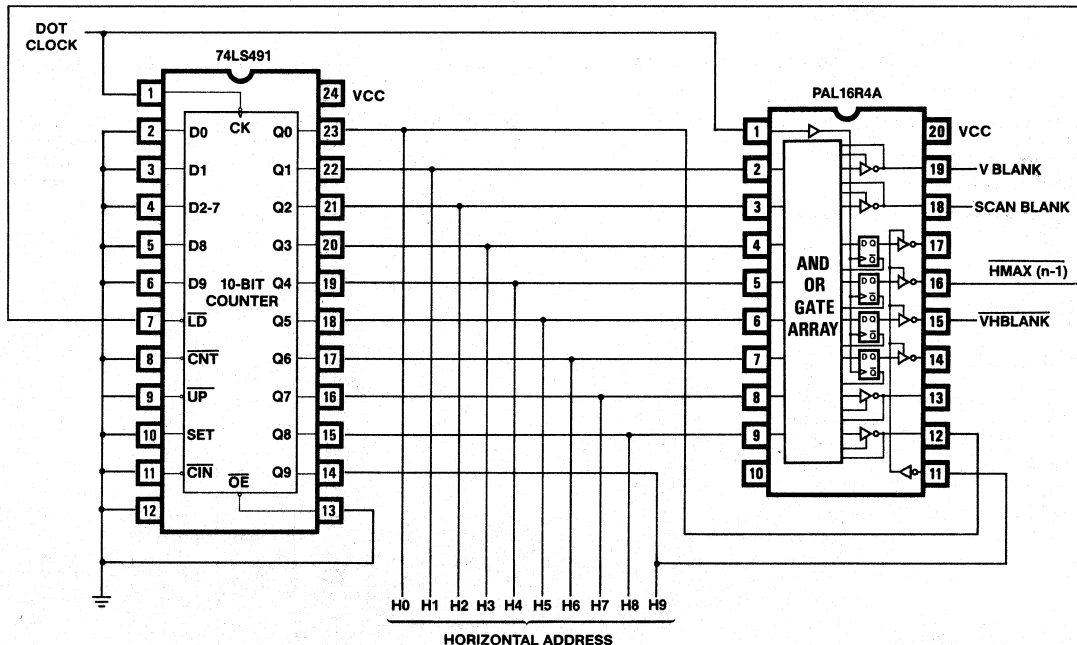 DOT
CLOCK
74LS491
1 24 VCC
CK
2 D0 Q0 23
3 D1 Q1 22
4 D2-7 Q2 21
5 D8 Q3 20
6 D9 Q4 19
10-BIT
COUNTER
7 LD Q5 18
8 CNT Q6 17
9 UP Q7 16
10 SET Q8 15
11 CIN Q9 14
OE
12 13
PAL16R4A
1 20 VCC
2 19 V BLANK
3 18 SCAN BLANK
4 D Q Q 17
HMAX (n-1)
5 D Q Q 16
6 D Q Q 15 VHBLANK
7 D Q Q 14
AND
OR
GATE
ARRAY
8 13
9 12
10 11
H0 H1 H2 H3 H4 H5 H6 H7 H8 H9
HORIZONTAL ADDRESS